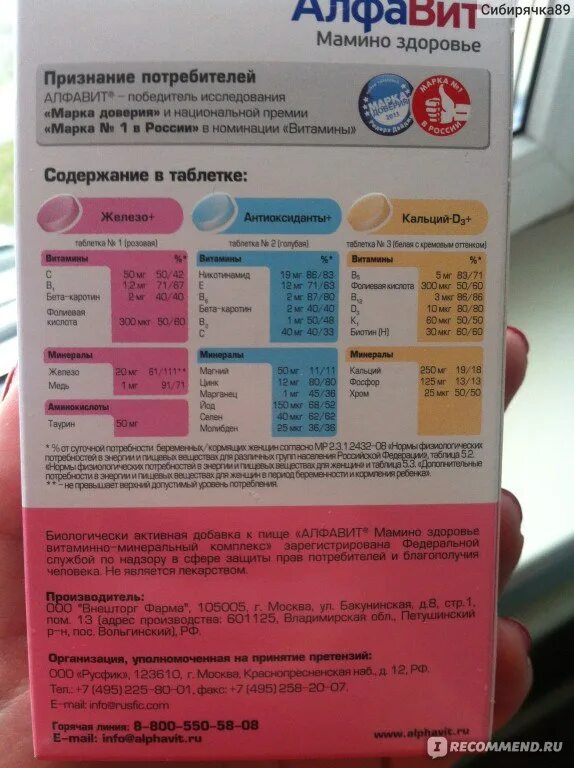 Сибирячка89
АлфаВит
Мамино здоровье
Признание потребителей
АЛФАВИТ® – победитель исследования
«Марка доверия» и национальной премии
«Марка № 1 в России» в номинации «Витамины»
МАРКА ДОВЕРИЯ
МАРКА №1
В РОССИИ
Содержание в таблетке:
Железо+
таблетка № 1 (розовая)
Витамины %*
C 50 мг 50/42
B₁ 1,2 мг 71/67
Бета-каротин 2 мг 40/40
Фолиевая
кислота 300 мкг 50/60
Минералы
Железо 20 мг 61/111**
Медь 1 мг 91/71
Аминокислоты
Таурин 50 мг
Антиоксиданты+
таблетка № 2 (голубая)
Витамины %*
Никотинамид 19 мг 86/83
E 12 мг 71/63
2 мг 87/80
Бета-каротин 2 мг 40/40
1 мг 50/48
C 40 мг 40/33
Минералы
Магний 50 мг 11/11
Цинк 12 мг 80/80
Марганец 1 мг 45/36
Йод 150 мкг 68/52
Селен 40 мкг 62/62
Молибден 25 мкг 36/36
Кальций-D₃+
таблетка № 3 (белая с кремовым оттенком)
Витамины %*
B₅ 5 мг 83/71
Фолиевая кислота 300 мкг 50/60
B₁₂ 3 мкг 86/86
D₃ 10 мкг 80/80
K₁ 60 мкг 50/50
Биотин (H) 30 мкг 60/60
Минералы
Кальций 250 мг 19/18
Фосфор 125 мг 13/13
Хром 25 мкг 50/50
* % от суточной потребности беременных/кормящих женщин согласно МР 2.3.1.2432-08 «Нормы физиологических
потребностей в энергии и пищевых веществах для различных групп населения Российской Федерации», таблица 5.2.
«Нормы физиологических потребностей в энергии и пищевых веществах для женщин» и таблица 5.3. «Дополнительные
потребности в энергии и пищевых веществах для женщин в период беременности и кормления ребенка».
** – не превышает верхний допустимый уровень потребления.
Биологически активная добавка к пище «АЛФАВИТ® Мамино здоровье
витаминно-минеральный комплекс» зарегистрирована Федеральной
службой по надзору в сфере защиты прав потребителей и благополучия
человека. Не является лекарством.
Производитель:
ООО "Внешторг Фарма", 105005, г. Москва, ул. Бакунинская, д.8, стр.1,
пом. 13 (адрес производства: 601125, Владимирская обл., Петушинский
р-н, пос. Вольгинский), РФ.
Организация, уполномоченная на принятие претензий:
ООО «Русфик», 123610, г. Москва, Краснопресненская наб., д. 12, РФ.
Тел.: +7 (495) 225-80-01, факс: +7 (495) 258-20-07.
E-mail: info@rusfic.com
Горячая линия: 8-800-550-58-08
E-mail: info@alphavit.ru
www.alphavit.ru
IRECOMMEND.RU